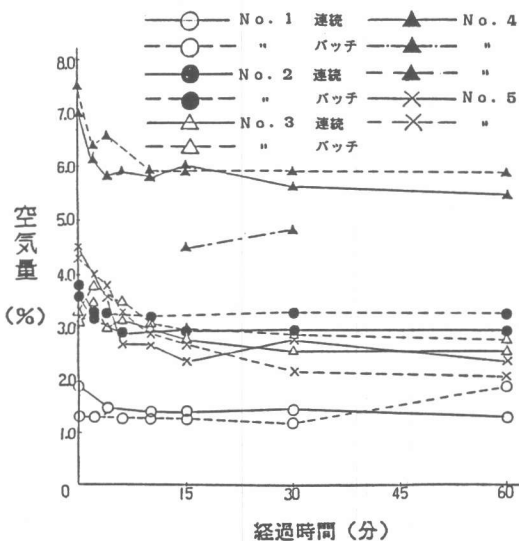 No. 1 連続 No. 4
〃 バッチ 〃
No. 2 連続 〃
〃 バッチ No. 5
No. 3 連続 〃
〃 バッチ
8.0
7.0
6.0
5.0
4.0
3.0
2.0
1.0
0
空気量
(%)
15 30 45 60
経過時間(分)